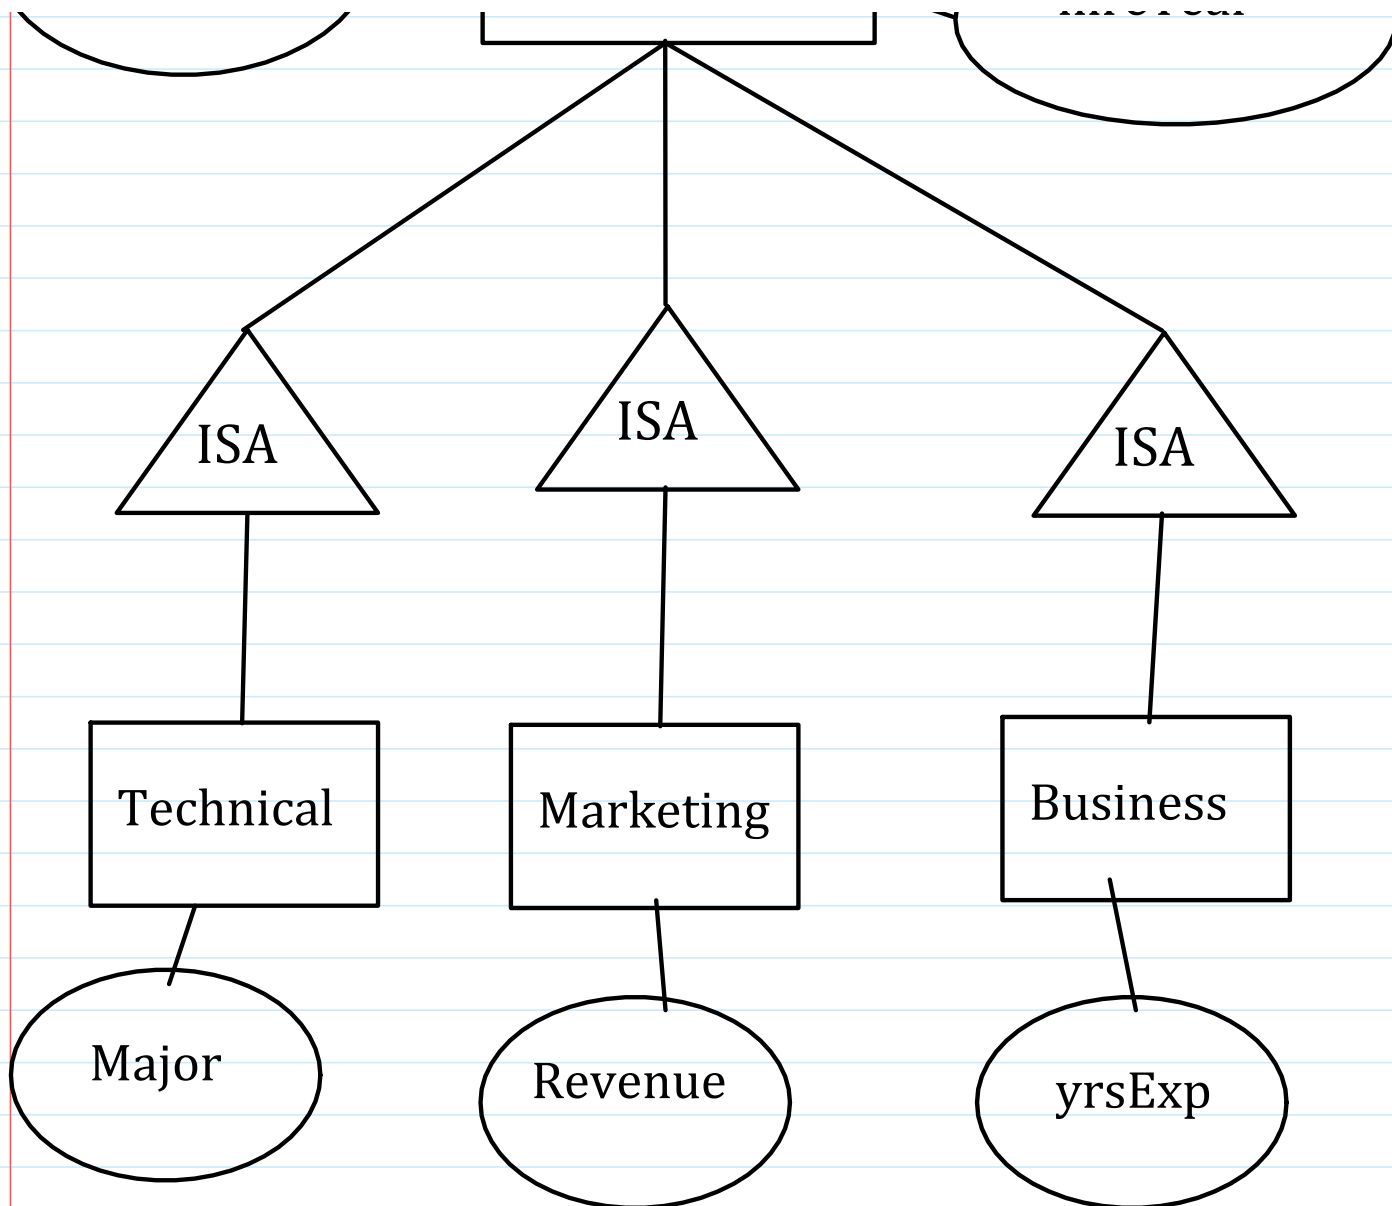 ISA
ISA
ISA
Technical
Marketing
Business
Major
Revenue
yrsExp